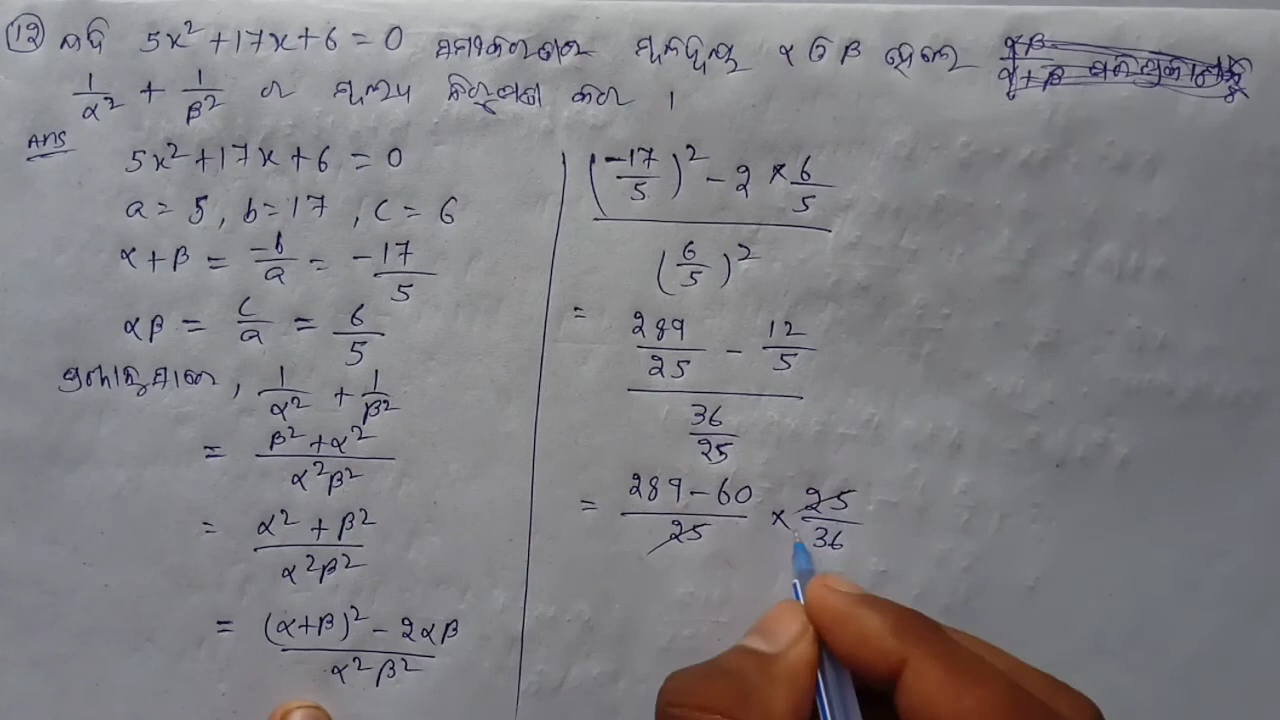 (12) ଯଦି 5x² + 17x + 6 = 0 ସମୀକରଣର ମୂଳଦ୍ୱୟ α ଓ β ହେଲେ
1/α² + 1/β² ର ମୂଲ୍ୟ ନିରୂପଣ କର ।
Ans
5x² + 17x + 6 = 0
a = 5, b = 17, c = 6
α + β = -b/a = -17/5
αβ = c/a = 6/5
ପ୍ରଶ୍ନାନୁସାରେ, 1/α² + 1/β²
= (β² + α²)/(α²β²)
= (α² + β²)/(α²β²)
= ((α+β)² - 2αβ)/(α²β²)
((-17/5)² - 2 × 6/5)/((6/5)²)
= (289/25 - 12/5)/(36/25)
= (289 - 60)/25 × 25/36